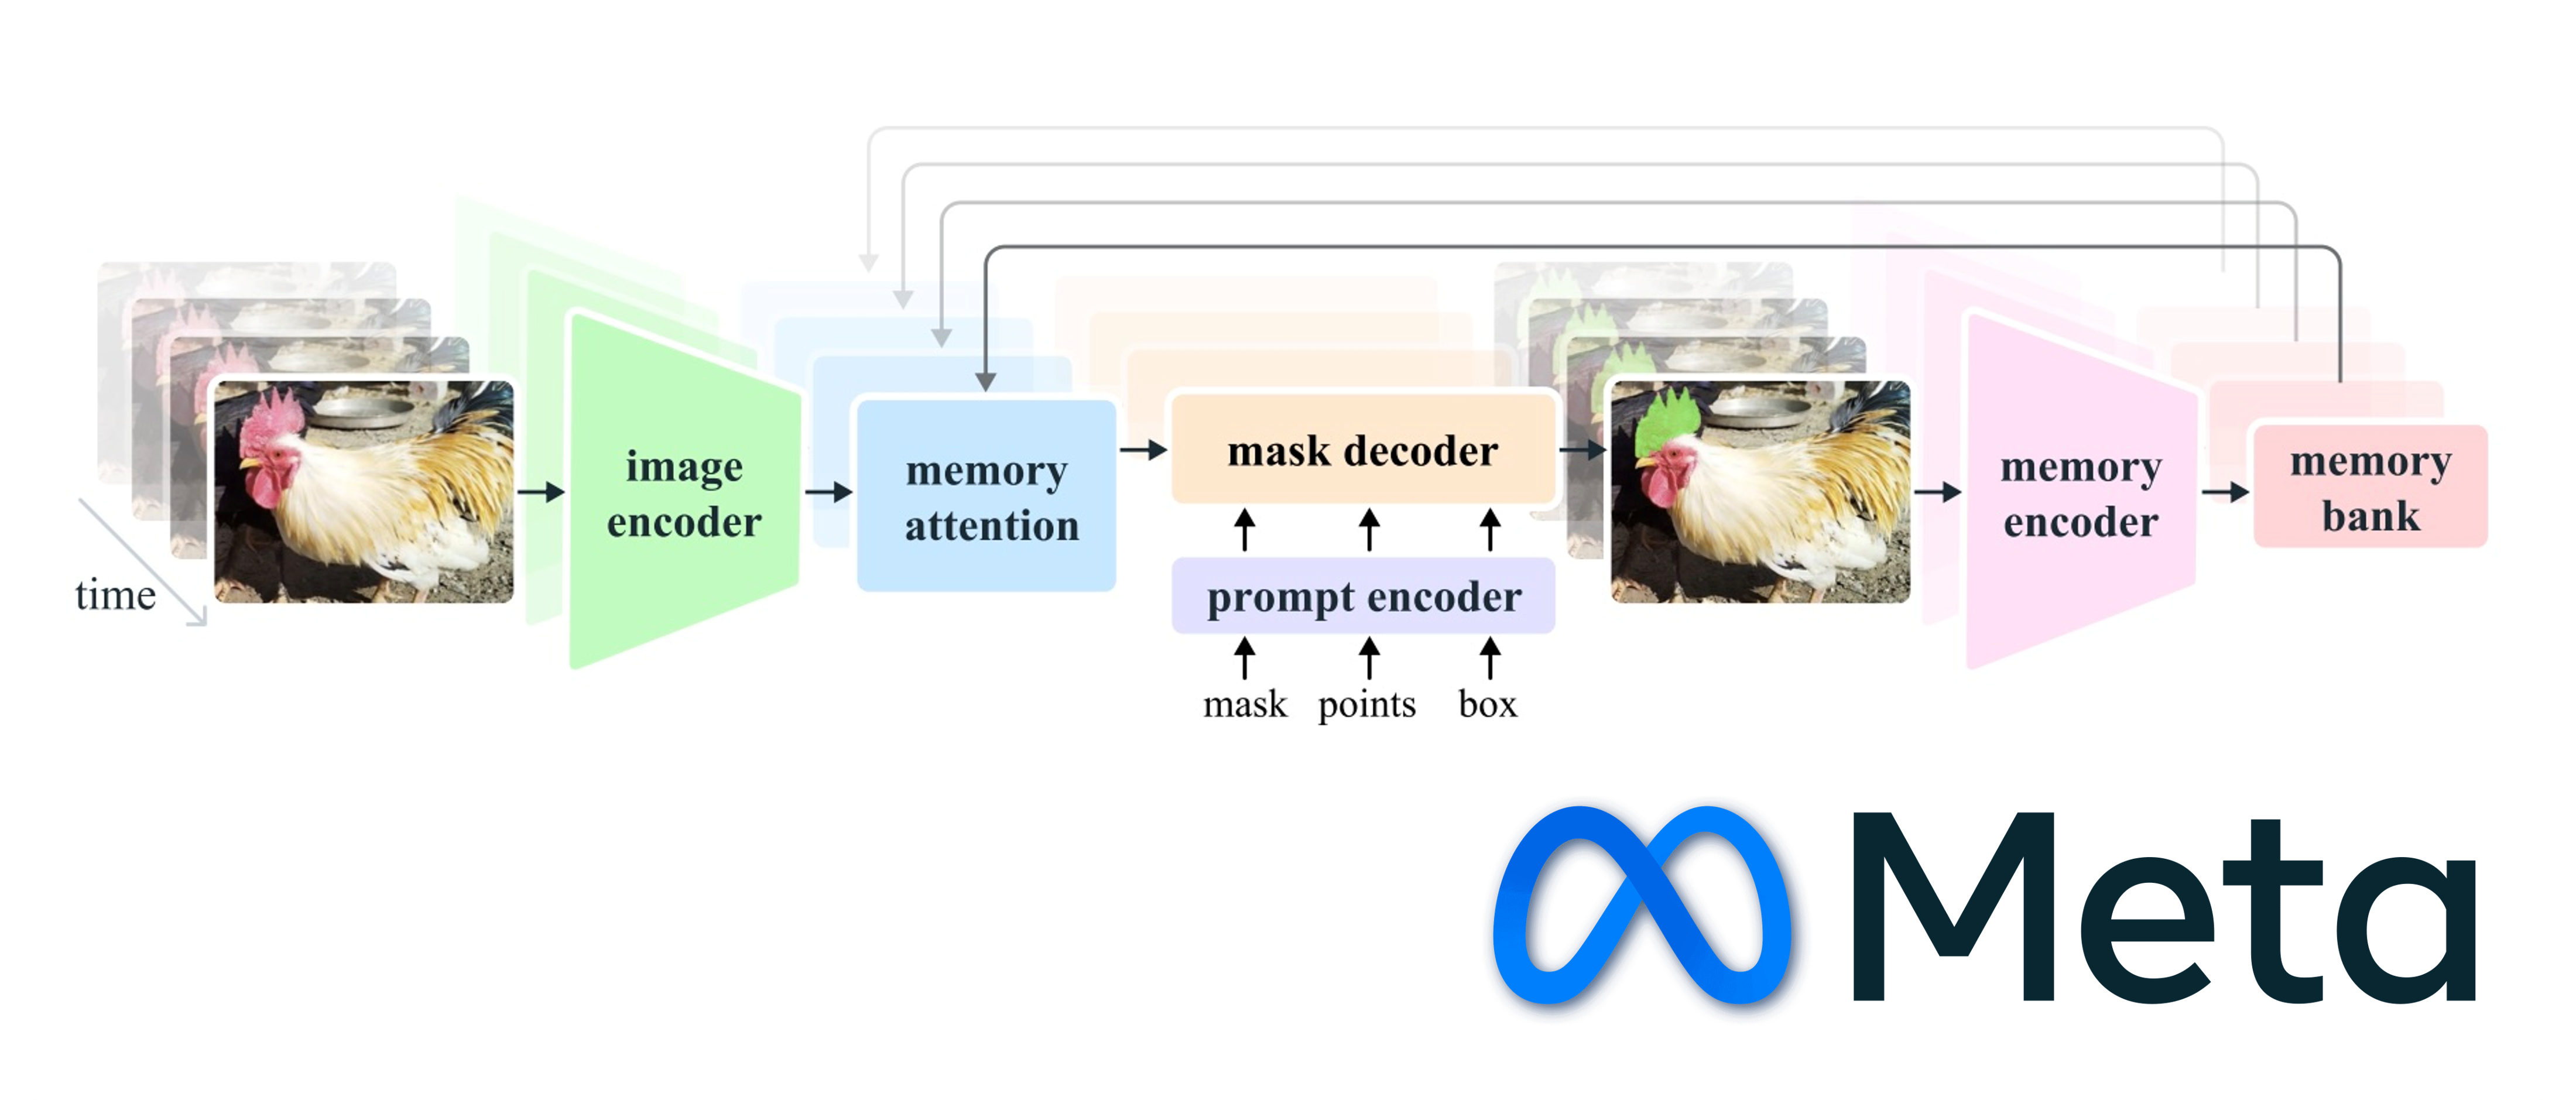 time
image
encoder
memory
attention
mask decoder
prompt encoder
mask points box
memory
encoder
memory
bank
Meta